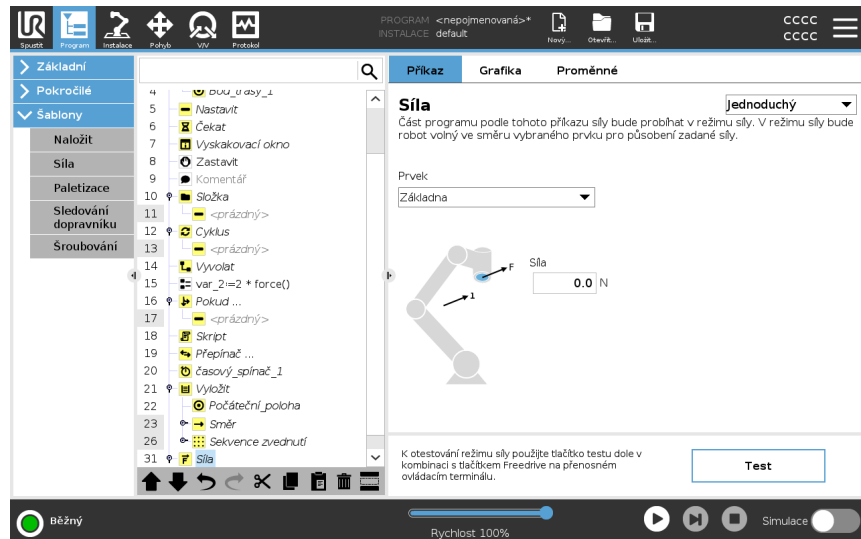 PROGRAM <nepojmenovaná>*
INSTALACE default
Spustit
Program
Instalace
Pohyb
V/V
Protokol
Nový...
Otevřít...
Uložit...
CCCC
CCCC
Základní
Pokročilé
Šablony
Naložit
Síla
Paletizace
Sledování
dopravníku
Šroubování
4 Bod_trasy_1
5 Nastavit
6 Čekat
7 Vyskakovací okno
8 Zastavit
9 Komentář
10 Složka
11 <prázdný>
12 Cyklus
13 <prázdný>
14 Vyvolat
15 var_2:=2 * force()
16 Pokud ...
17 <prázdný>
18 Skript
19 Přepínač ...
20 časový_spínač_1
21 Vyložit
22 Počáteční_poloha
23 Směr
26 Sekvence zvednutí
31 Síla
Příkaz
Grafika
Proměnné
Síla
Jednoduchý
Část programu podle tohoto příkazu síly bude probíhat v režimu síly. V režimu síly bude
robot volný ve směru vybraného prvku pro působení zadané síly.
Prvek
Základna
F
1
Síla
0.0 N
K otestování režimu síly použijte tlačítko testu dole v
kombinaci s tlačítkem Freedrive na přenosném
ovládacím terminálu.
Test
Běžný
Rychlost 100%
Simulace